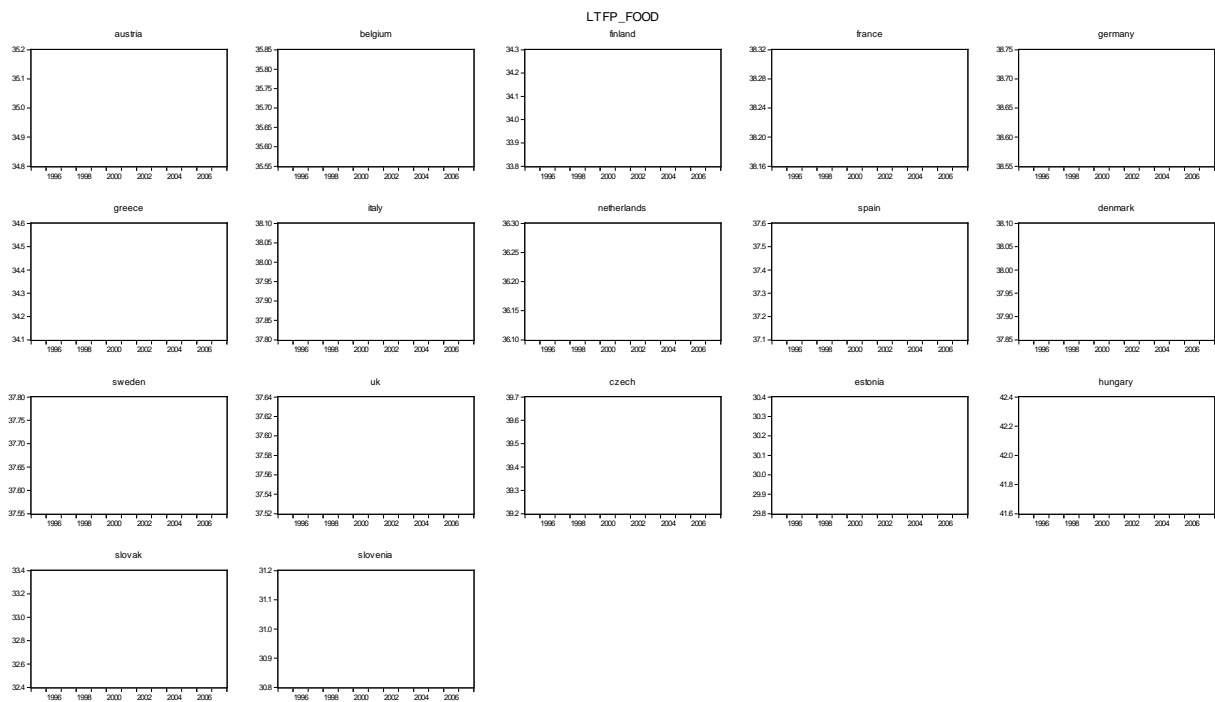 LTFP_FOOD
austria
35.2
35.1
35.0
34.9
34.8
1996 1998 2000 2002 2004 2006
belgium
35.85
35.80
35.75
35.70
35.65
35.60
35.55
1996 1998 2000 2002 2004 2006
finland
34.3
34.2
34.1
34.0
33.9
33.8
1996 1998 2000 2002 2004 2006
france
38.32
38.28
38.24
38.20
38.16
1996 1998 2000 2002 2004 2006
germany
38.75
38.70
38.65
38.60
38.55
1996 1998 2000 2002 2004 2006
greece
34.6
34.5
34.4
34.3
34.2
34.1
1996 1998 2000 2002 2004 2006
italy
38.10
38.05
38.00
37.95
37.90
37.85
37.80
1996 1998 2000 2002 2004 2006
netherlands
36.30
36.25
36.20
36.15
36.10
1996 1998 2000 2002 2004 2006
spain
37.6
37.5
37.4
37.3
37.2
37.1
1996 1998 2000 2002 2004 2006
denmark
38.10
38.05
38.00
37.95
37.90
37.85
1996 1998 2000 2002 2004 2006
sweden
37.80
37.75
37.70
37.65
37.60
37.55
1996 1998 2000 2002 2004 2006
uk
37.64
37.62
37.60
37.58
37.56
37.54
37.52
1996 1998 2000 2002 2004 2006
czech
39.7
39.6
39.5
39.4
39.3
39.2
1996 1998 2000 2002 2004 2006
estonia
30.4
30.3
30.2
30.1
30.0
29.9
29.8
1996 1998 2000 2002 2004 2006
hungary
42.4
42.2
42.0
41.8
41.6
1996 1998 2000 2002 2004 2006
slovak
33.4
33.2
33.0
32.8
32.6
32.4
1996 1998 2000 2002 2004 2006
slovenia
31.2
31.1
31.0
30.9
30.8
1996 1998 2000 2002 2004 2006